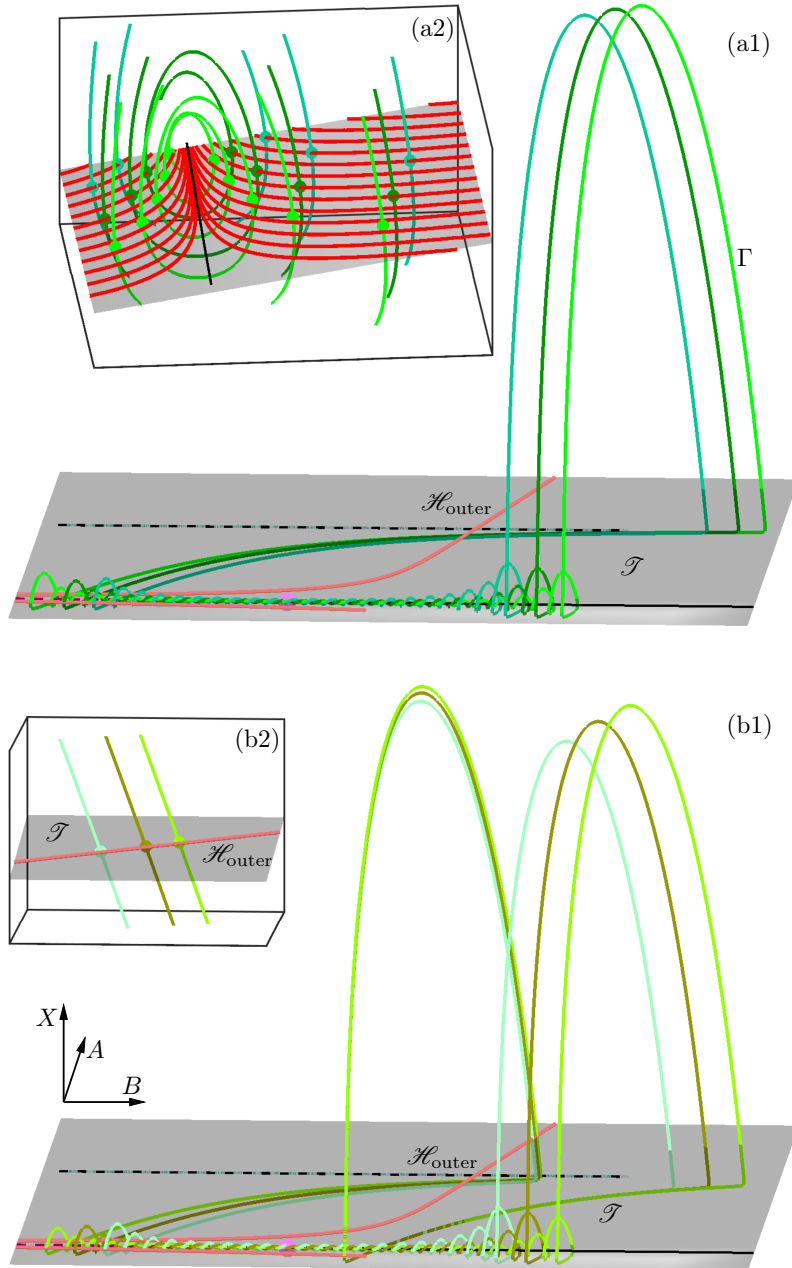 (a2)
(a1)
Γ
ℋouter
𝒯
(b2)
(b1)
𝒯
ℋouter
X
A
B
ℋouter
𝒯